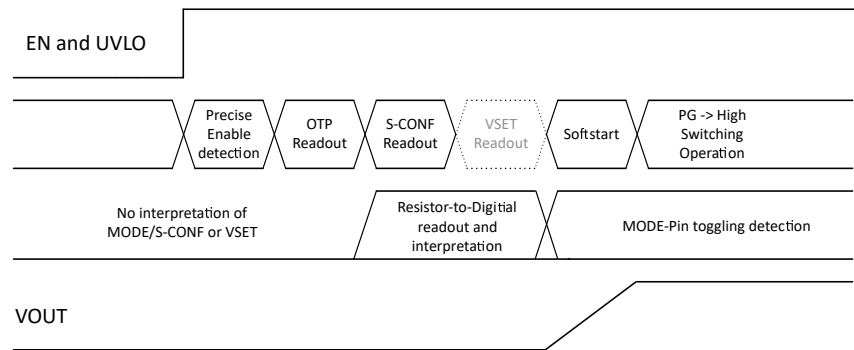 EN and UVLO
Precise
Enable
detection
OTP
Readout
S-CONF
Readout
VSET
Readout
Softstart
PG -> High
Switching
Operation
No interpretation of
MODE/S-CONF or VSET
Resistor-to-Digital
readout and
interpretation
MODE-Pin toggling detection
VOUT